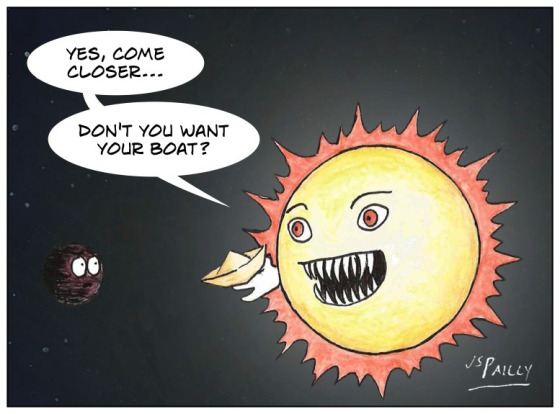 YES, COME
CLOSER...
DON'T YOU WANT
YOUR BOAT?
JS PAILLY